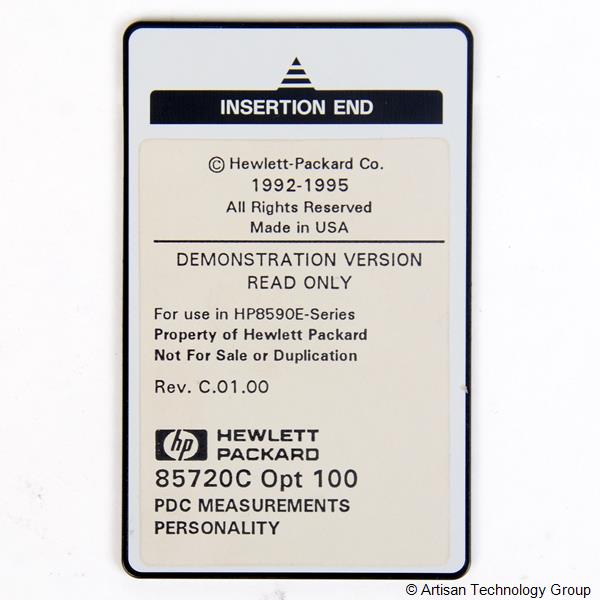 INSERTION END
© Hewlett-Packard Co.
1992-1995
All Rights Reserved
Made in USA
DEMONSTRATION VERSION
READ ONLY
For use in HP8590E-Series
Property of Hewlett Packard
Not For Sale or Duplication
Rev. C.01.00
hp HEWLETT
PACKARD
85720C Opt 100
PDC MEASUREMENTS
PERSONALITY
© Artisan Technology Group